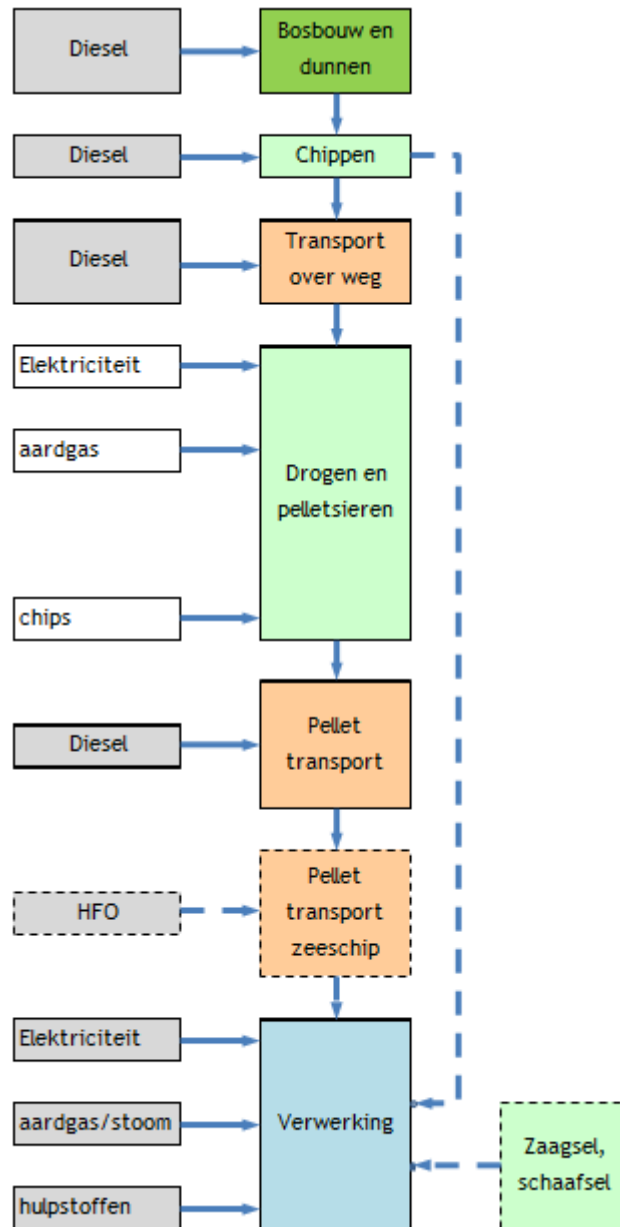 Diesel
Bosbouw en
dunnen
Diesel
Chippen
Diesel
Transport
over weg
Elektriciteit
aardgas
Drogen en
pelletsieren
chips
Diesel
Pellet
transport
HFO
Pellet
transport
zeeschip
Elektriciteit
aardgas/stoom
Verwerking
Zaagsel,
schaafsel
hulpstoffen